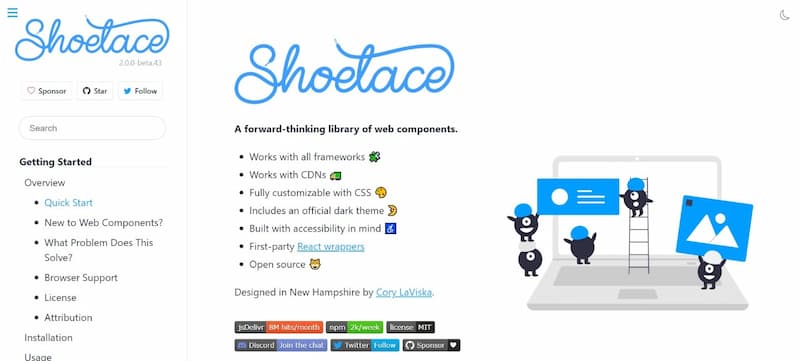 Shoelace
2.0.0-beta.43
Sponsor
Star
Follow
Search
Getting Started
Overview
Quick Start
New to Web Components?
What Problem Does This
Solve?
Browser Support
License
Attribution
Installation
Usage
Shoelace
A forward-thinking library of web components.
Works with all frameworks
Works with CDNs
Fully customizable with CSS
Includes an official dark theme
Built with accessibility in mind
First-party React wrappers
Open source
Designed in New Hampshire by Cory LaViska.
jsDelivr 8M hits/month npm 2k/week license MIT
Discord Join the chat Twitter Follow Sponsor